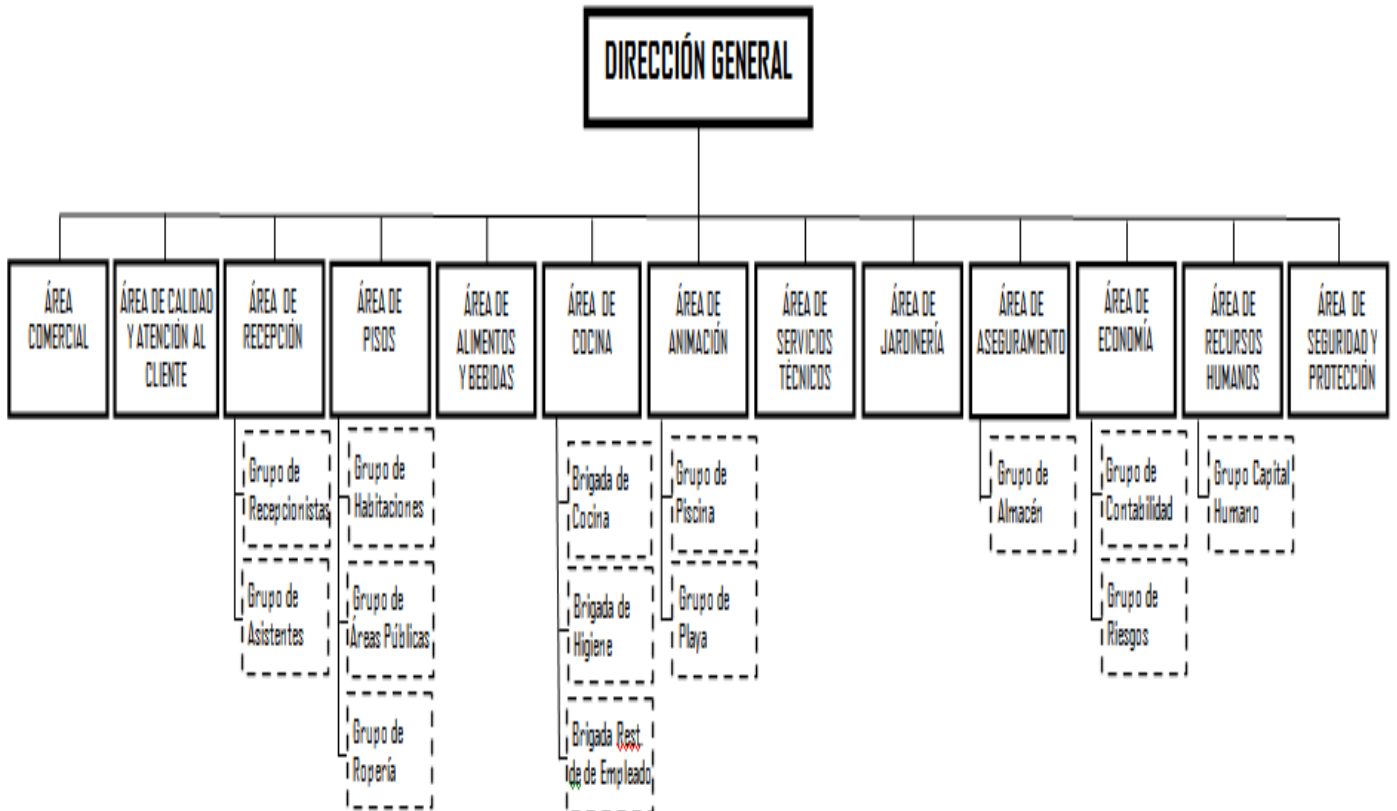 DIRECCIÓN GENERAL
ÁREA
COMERCIAL
ÁREA DE CALIDAD
Y ATENCIÓN AL
CLIENTE
ÁREA DE
RECEPCIÓN
ÁREA DE
PISOS
ÁREA DE
ALIMENTOS
Y BEBIDAS
ÁREA DE
COCINA
ÁREA DE
ANIMACIÓN
ÁREA DE
SERVICIOS
TÉCNICOS
ÁREA DE
JARDINERÍA
ÁREA DE
ASEGURAMIENTO
ÁREA DE
ECONOMÍA
ÁREA DE
RECURSOS
HUMANOS
ÁREA DE
SEGURIDAD Y
PROTECCIÓN
Grupo de
Recepcionistas
Grupo de
Asistentes
Grupo de
Habitaciones
Grupo de
Áreas Públicas
Grupo de
Ropería
Brigada de
Cocina
Brigada de
Higiene
Brigada Rest.
de de Empleado
Grupo de
Piscina
Grupo de
Playa
Grupo de
Almacén
Grupo de
Contabilidad
Grupo de
Riesgos
Grupo Capital
Humano